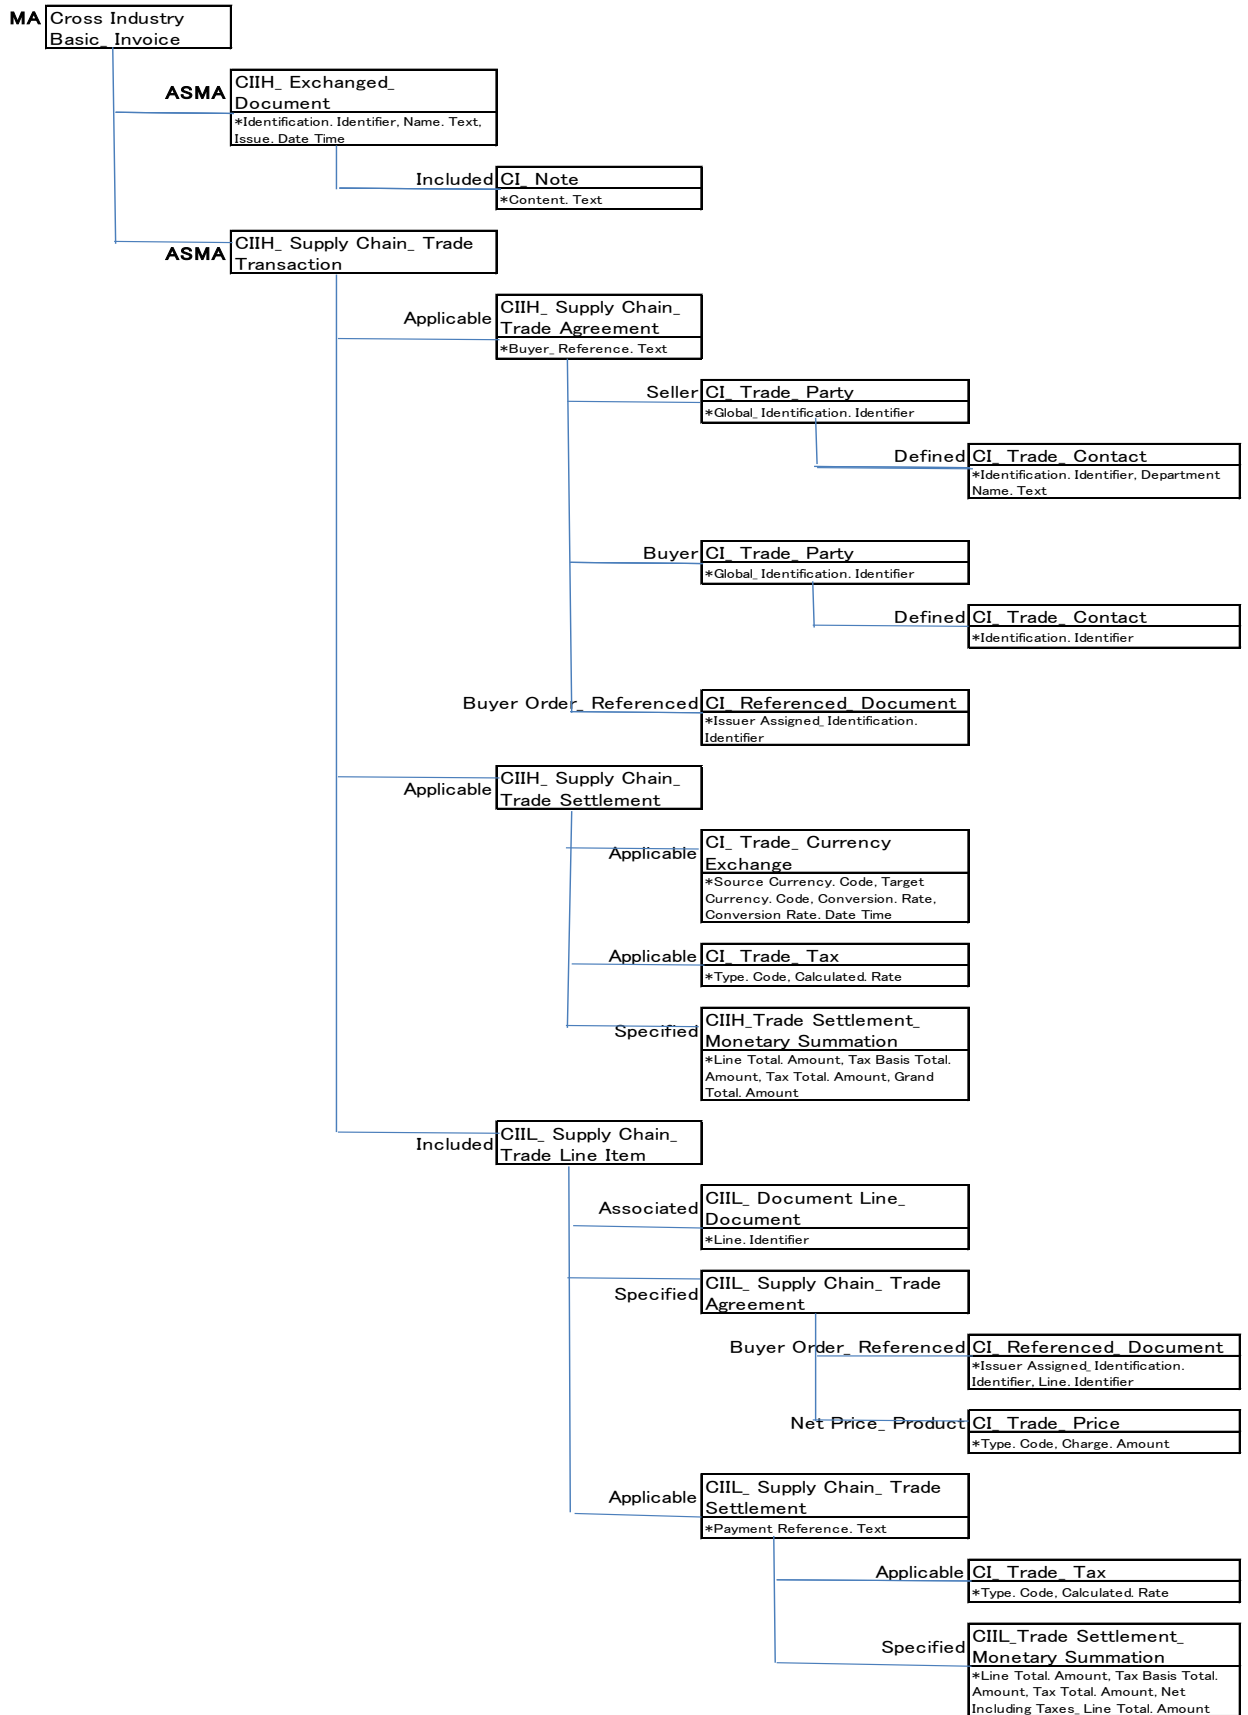 MA Cross Industry
Basic_ Invoice
ASMA CIIH_ Exchanged_
Document
*Identification. Identifier, Name. Text,
Issue. Date Time
Included CI_ Note
*Content. Text
ASMA CIIH_ Supply Chain_ Trade
Transaction
Applicable CIIH_ Supply Chain_
Trade Agreement
*Buyer_ Reference. Text
Seller CI_ Trade_ Party
*Global_ Identification. Identifier
Defined CI_ Trade_ Contact
*Identification. Identifier, Department
Name. Text
Buyer CI_ Trade_ Party
*Global_ Identification. Identifier
Defined CI_ Trade_ Contact
*Identification. Identifier
Buyer Order_ Referenced CI_ Referenced_ Document
*Issuer Assigned_ Identification.
Identifier
Applicable CIIH_ Supply Chain_
Trade Settlement
Applicable CI_ Trade_ Currency
Exchange
*Source Currency. Code, Target
Currency. Code, Conversion. Rate,
Conversion Rate. Date Time
Applicable CI_ Trade_ Tax
*Type. Code, Calculated. Rate
Specified CIIH_Trade Settlement_
Monetary Summation
*Line Total. Amount, Tax Basis Total.
Amount, Tax Total. Amount, Grand
Total. Amount
Included CIIL_ Supply Chain_
Trade Line Item
Associated CIIL_ Document Line_
Document
*Line. Identifier
Specified CIIL_ Supply Chain_ Trade
Agreement
Buyer Order_ Referenced CI_ Referenced_ Document
*Issuer Assigned_ Identification.
Identifier, Line. Identifier
Net Price_ Product CI_ Trade_ Price
*Type. Code, Charge. Amount
Applicable CIIL_ Supply Chain_ Trade
Settlement
*Payment Reference. Text
Applicable CI_ Trade_ Tax
*Type. Code, Calculated. Rate
Specified CIIL_Trade Settlement_
Monetary Summation
*Line Total. Amount, Tax Basis Total.
Amount, Tax Total. Amount, Net
Including Taxes_ Line Total. Amount